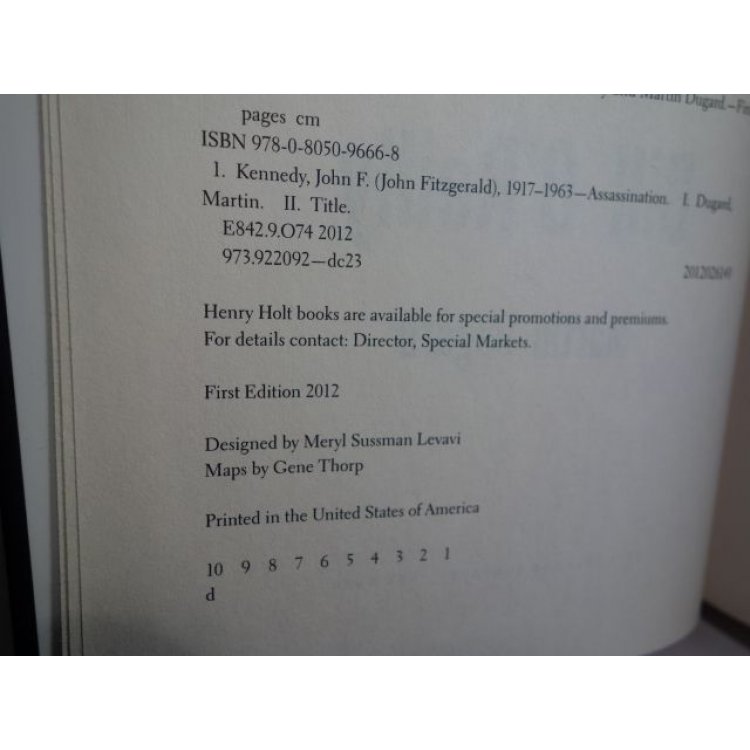 Martin Dugard.—
pages cm
ISBN 978-0-8050-9666-8
1. Kennedy, John F. (John Fitzgerald), 1917–1963—Assassination. I. Dugard,
Martin. II. Title.
E842.9.O74 2012
973.922092—dc23
Henry Holt books are available for special promotions and premiums.
For details contact: Director, Special Markets.
First Edition 2012
Designed by Meryl Sussman Levavi
Maps by Gene Thorp
Printed in the United States of America
10 9 8 7 6 5 4 3 2 1
d